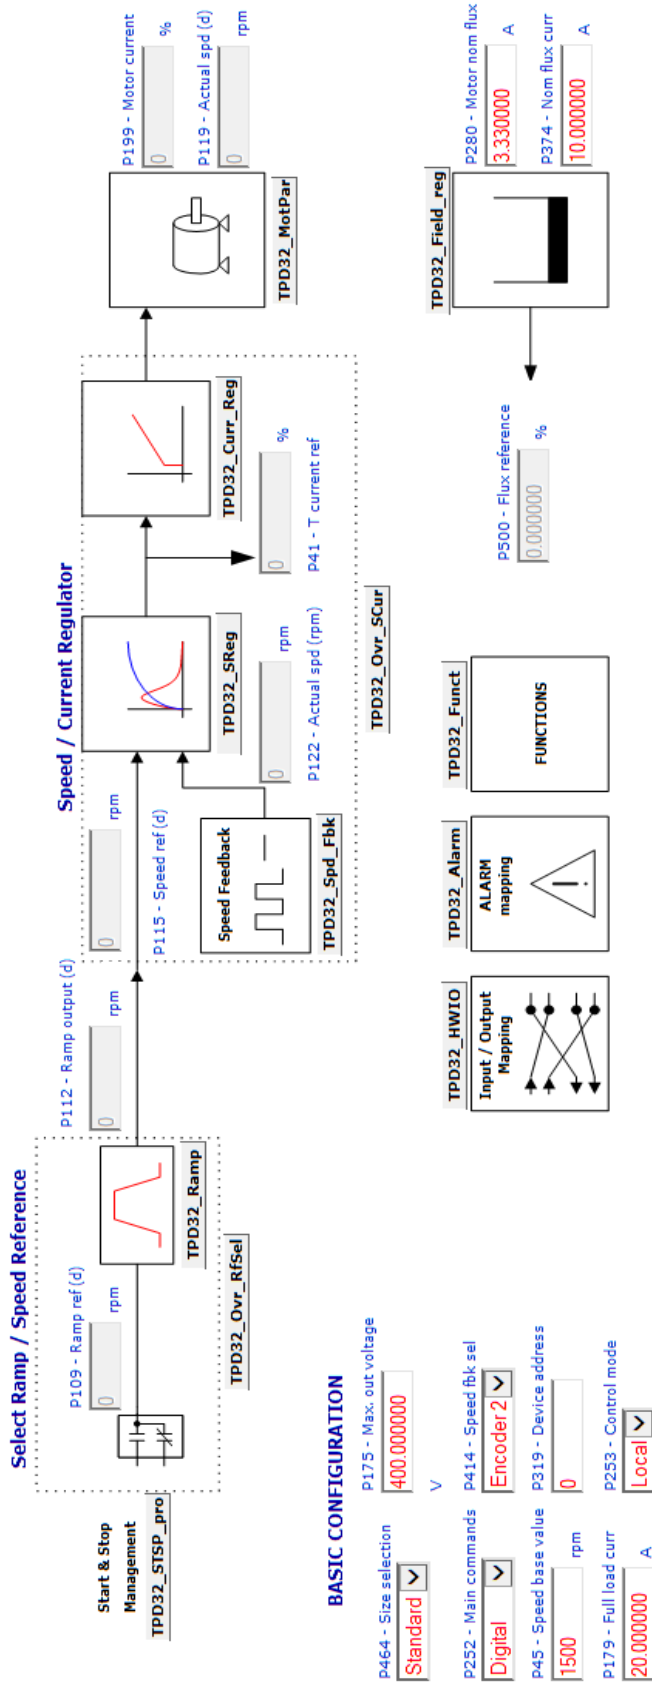 Select Ramp / Speed Reference
Start & Stop
Management
TPD32_STSP_pro
P109 - Ramp ref (d)
0
rpm
TPD32_Ramp
TPD32_Ovr_RfSel
P112 - Ramp output (d)
0
rpm
Speed / Current Regulator
0
rpm
P115 - Speed ref (d)
Speed Feedback
TPD32_Spd_Fbk
TPD32_SReg
0
rpm
P122 - Actual spd (rpm)
TPD32_Curr_Reg
0
%
P41 - T current ref
TPD32_Ovr_SCur
P199 - Motor current
0
%
P119 - Actual spd (d)
0
rpm
TPD32_MotPar
BASIC CONFIGURATION
P464 - Size selection
Standard
P175 - Max. out voltage
400.000000
V
P252 - Main commands
Digital
P414 - Speed fbk sel
Encoder 2
P45 - Speed base value
1500
rpm
P319 - Device address
0
P179 - Full load curr
20.000000
A
P253 - Control mode
Local
TPD32_HWIO
Input / Output
Mapping
TPD32_Alarm
ALARM
mapping
TPD32_Funct
FUNCTIONS
P500 - Flux reference
0.000000
%
TPD32_Field_reg
P280 - Motor nom flux
3.330000
A
P374 - Nom flux curr
10.000000
A